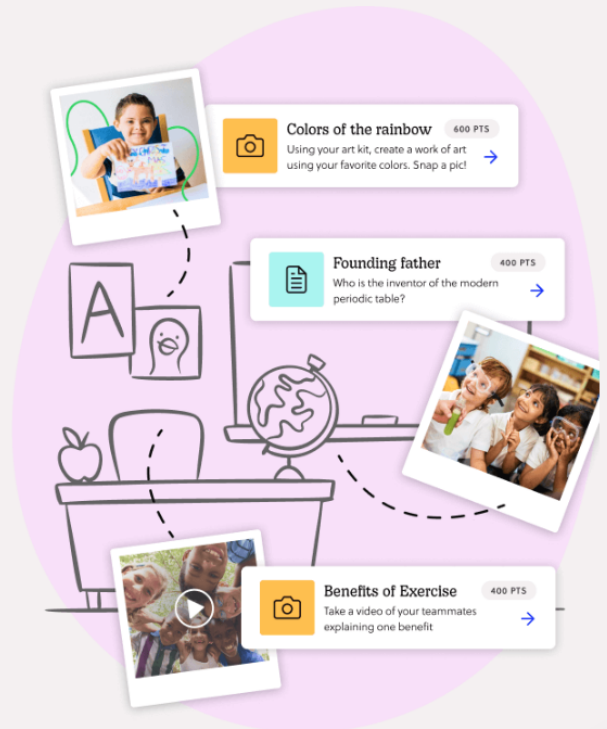 Colors of the rainbow
600 PTS
Using your art kit, create a work of art
using your favorite colors. Snap a pic!
Founding father
400 PTS
Who is the inventor of the modern
periodic table?
A
Benefits of Exercise
400 PTS
Take a video of your teammates
explaining one benefit